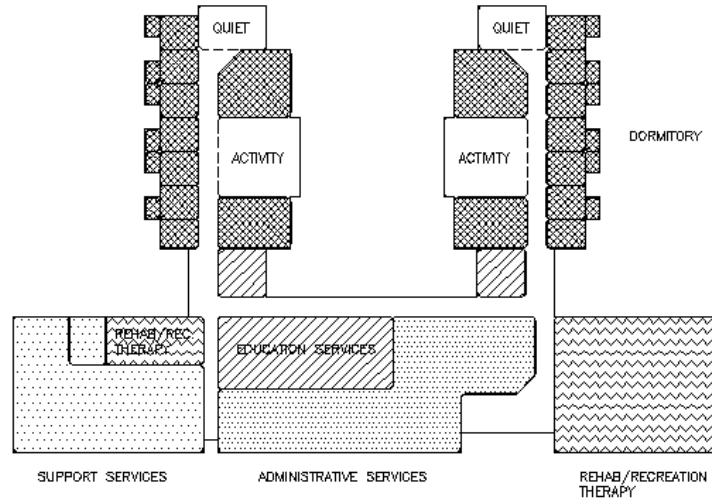 QUIET
QUIET
DORMITORY
ACTIVITY
ACTIVITY
REHAB/REC.
THERAPY
EDUCATION SERVICES
SUPPORT SERVICES
ADMINISTRATIVE SERVICES
REHAB/RECREATION
THERAPY